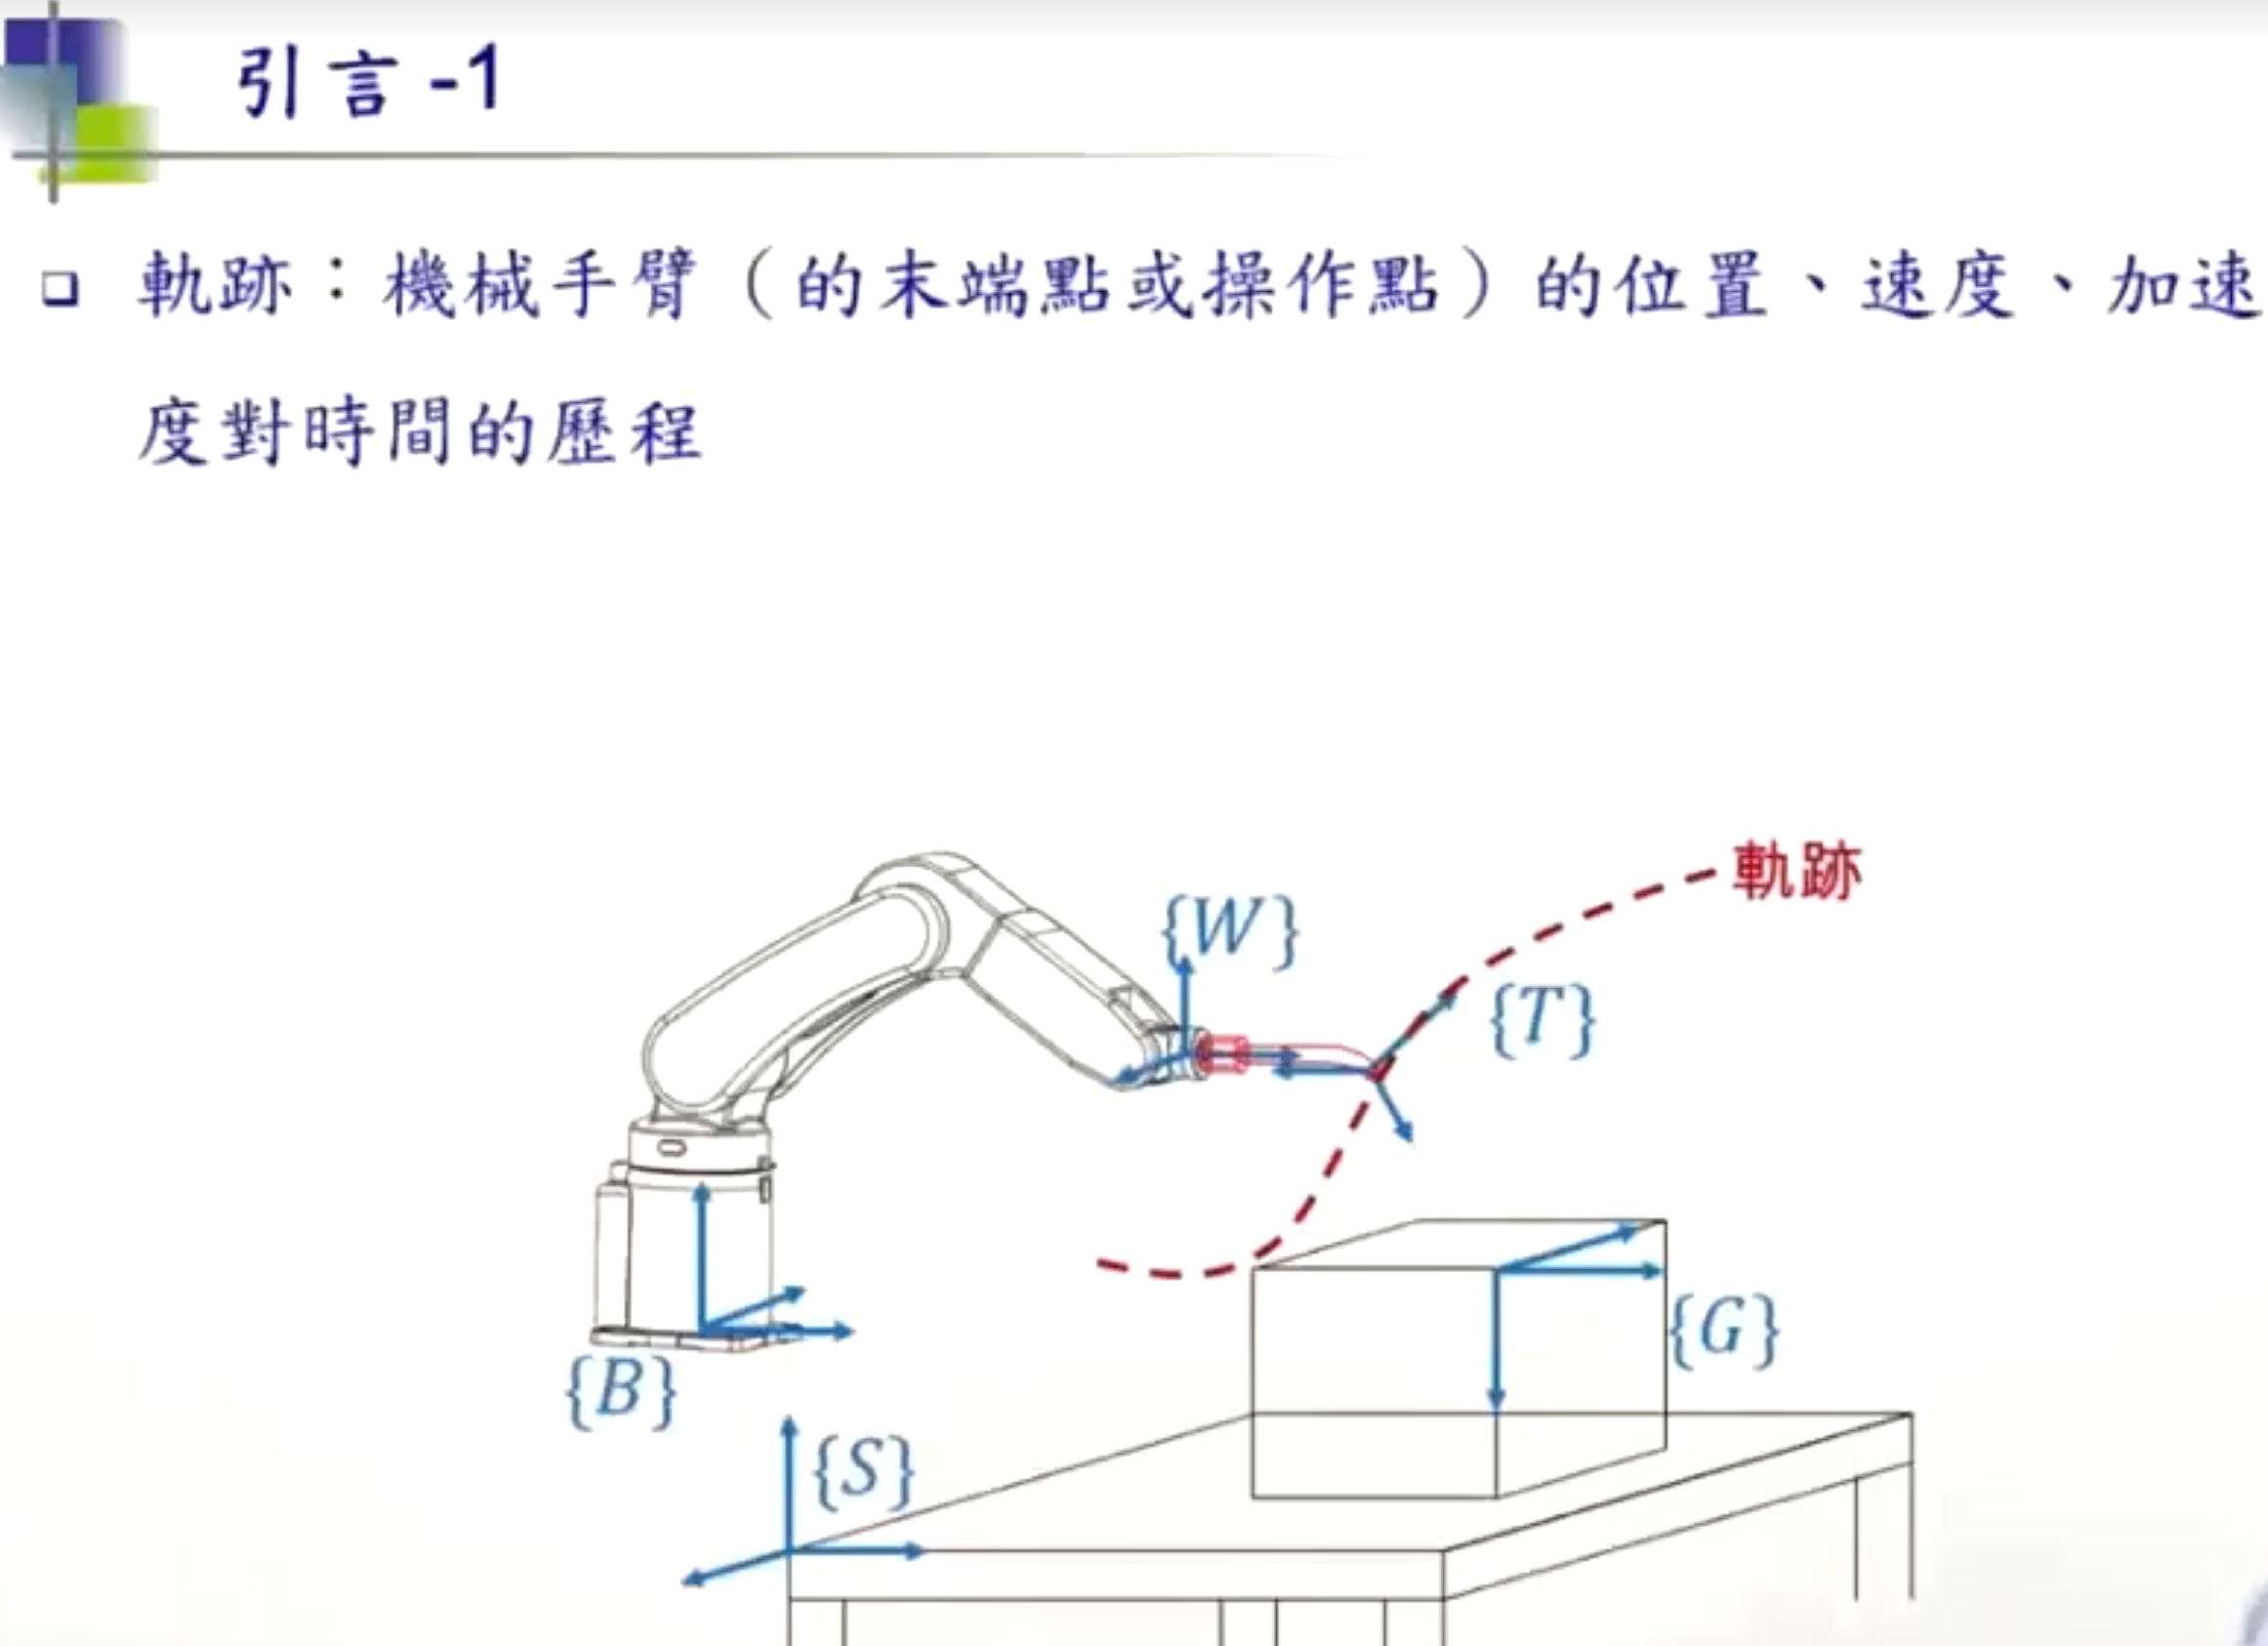 引言 -1
軌跡：機械手臂（的末端點或操作點）的位置、速度、加速
度對時間的歷程
軌跡
{W}
{T}
{G}
{B}
{S}